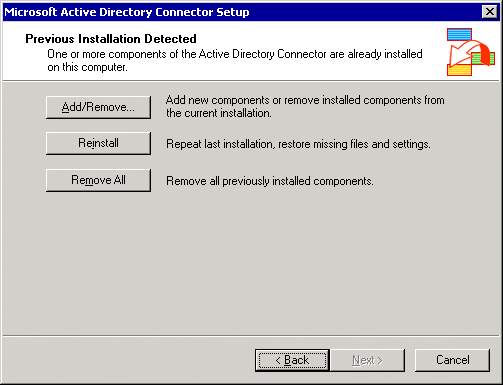 Microsoft Active Directory Connector Setup
Previous Installation Detected
One or more components of the Active Directory Connector are already installed
on this computer.
Add/Remove...
Add new components or remove installed components from
the current installation.
Reinstall
Repeat last installation, restore missing files and settings.
Remove All
Remove all previously installed components.
< Back
Next >
Cancel